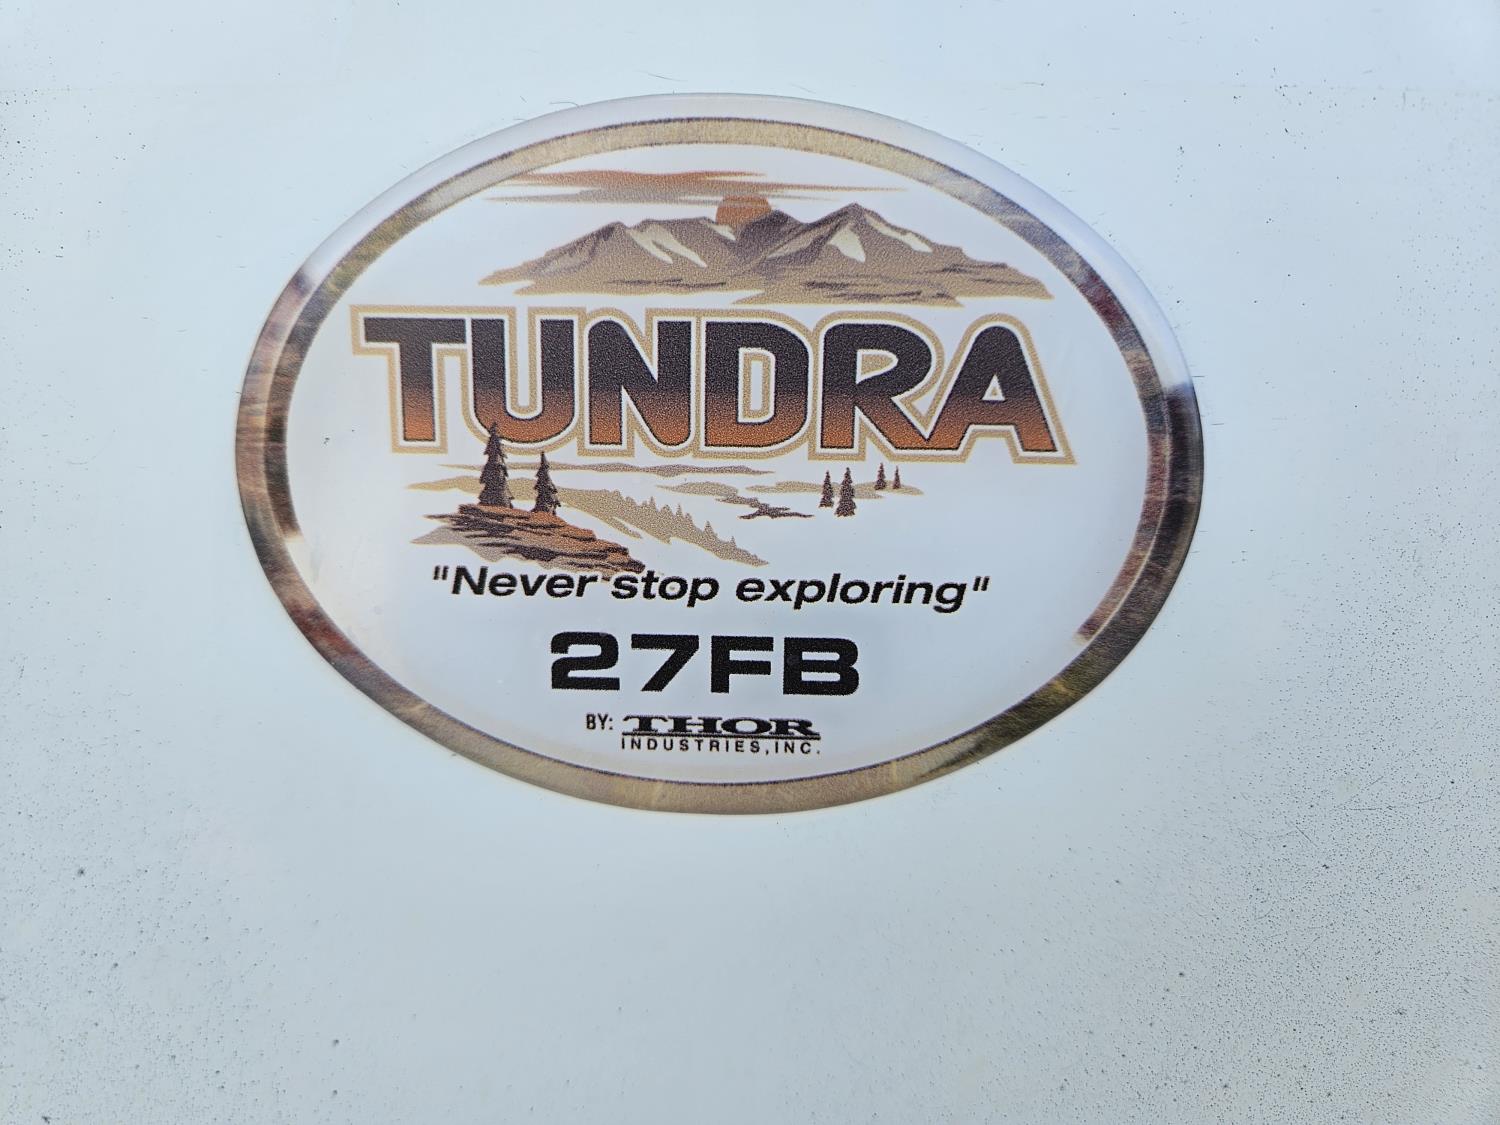 TUNDRA
"Never stop exploring"
27FB
BY: THOR
INDUSTRIES, INC.